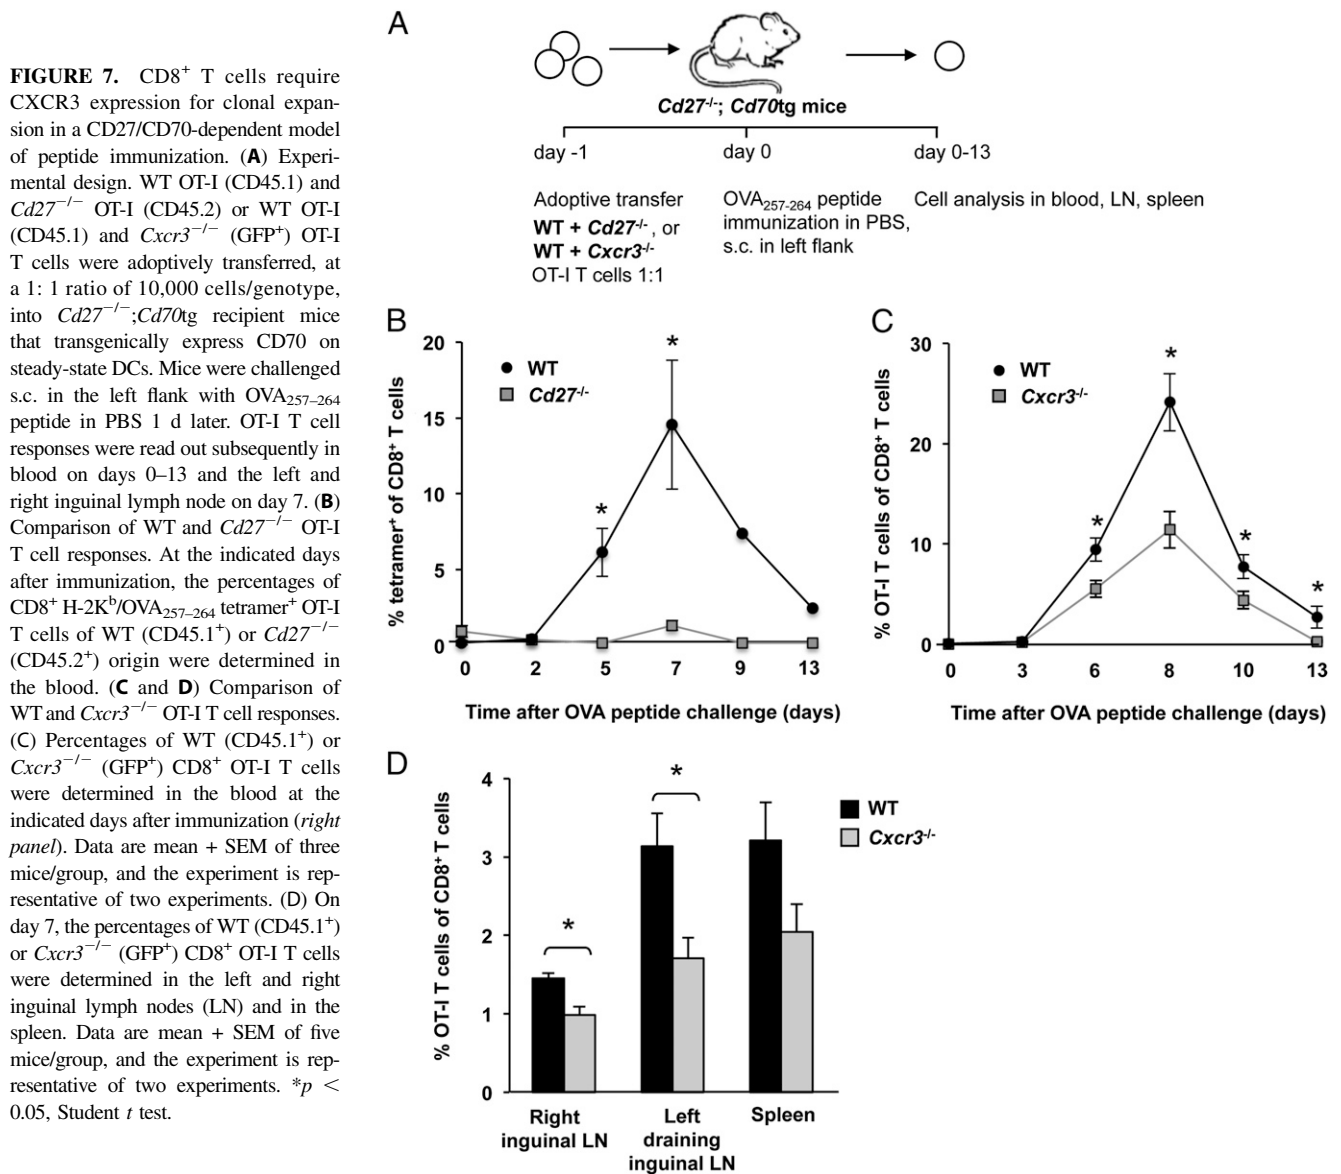 FIGURE 7. CD8+ T cells require
CXCR3 expression for clonal expan-
sion in a CD27/CD70-dependent model
of peptide immunization. (A) Experi-
mental design. WT OT-I (CD45.1) and
Cd27−/− OT-I (CD45.2) or WT OT-I
(CD45.1) and Cxcr3−/− (GFP+) OT-I
T cells were adoptively transferred, at
a 1: 1 ratio of 10,000 cells/genotype,
into Cd27−/−;Cd70tg recipient mice
that transgenically express CD70 on
steady-state DCs. Mice were challenged
s.c. in the left flank with OVA257–264
peptide in PBS 1 d later. OT-I T cell
responses were read out subsequently in
blood on days 0–13 and the left and
right inguinal lymph node on day 7. (B)
Comparison of WT and Cd27−/− OT-I
T cell responses. At the indicated days
after immunization, the percentages of
CD8+ H-2Kb/OVA257–264 tetramer+ OT-I
T cells of WT (CD45.1+) or Cd27−/−
(CD45.2+) origin were determined in
the blood. (C and D) Comparison of
WT and Cxcr3−/− OT-I T cell responses.
(C) Percentages of WT (CD45.1+) or
Cxcr3−/− (GFP+) CD8+ OT-I T cells
were determined in the blood at the
indicated days after immunization (right
panel). Data are mean + SEM of three
mice/group, and the experiment is rep-
resentative of two experiments. (D) On
day 7, the percentages of WT (CD45.1+)
or Cxcr3−/− (GFP+) CD8+ OT-I T cells
were determined in the left and right
inguinal lymph nodes (LN) and in the
spleen. Data are mean + SEM of five
mice/group, and the experiment is rep-
resentative of two experiments. *p <
0.05, Student t test.
A
Cd27-/-; Cd70tg mice
day -1
day 0
day 0-13
Adoptive transfer
WT + Cd27-/-, or
WT + Cxcr3-/-
OT-I T cells 1:1
OVA257-264 peptide
immunization in PBS,
s.c. in left flank
Cell analysis in blood, LN, spleen
B
% tetramer+ of CD8+ T cells
20
15
10
5
0
WT
Cd27-/-
*
*
0 2 5 7 9 13
Time after OVA peptide challenge (days)
C
% OT-I T cells of CD8+ T cells
30
20
10
0
WT
Cxcr3-/-
*
*
*
*
0 3 6 8 10 13
Time after OVA peptide challenge (days)
D
% OT-I T cells of CD8+ T cells
4
3
2
1
0
*
*
WT
Cxcr3-/-
Right
inguinal LN
Left
draining
inguinal LN
Spleen